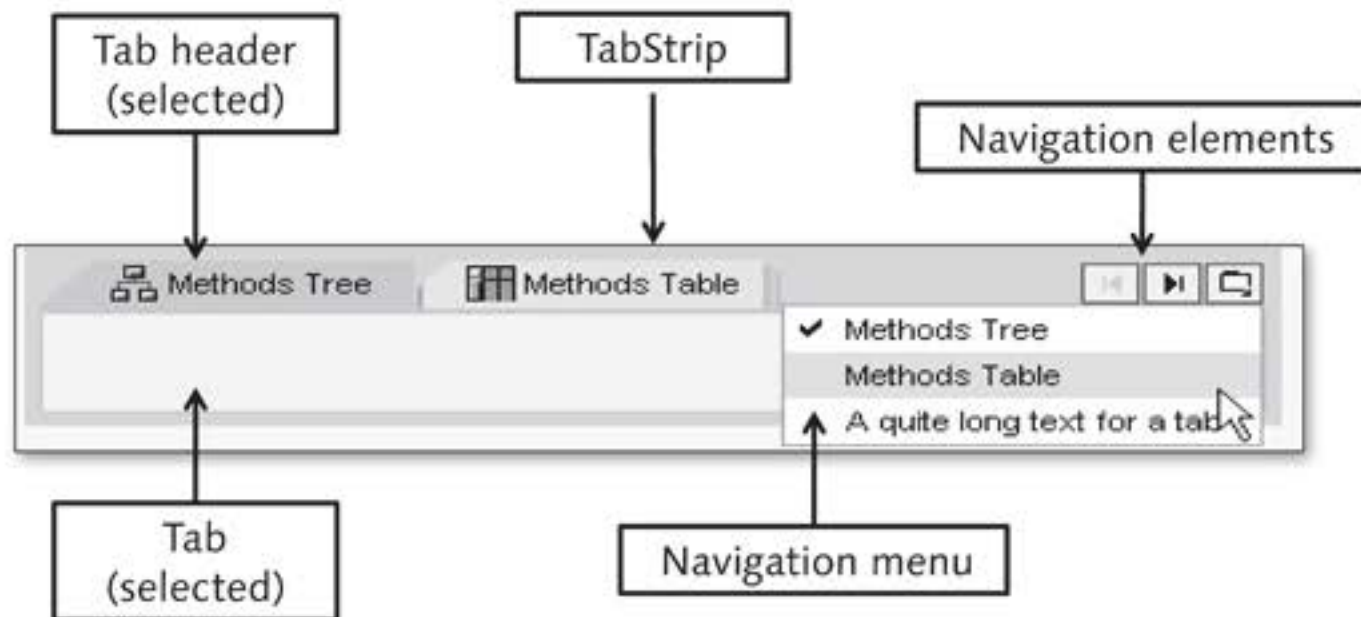 Tab header
(selected)
TabStrip
Navigation elements
Methods Tree
Methods Table
Methods Tree
Methods Table
A quite long text for a tab
Tab
(selected)
Navigation menu